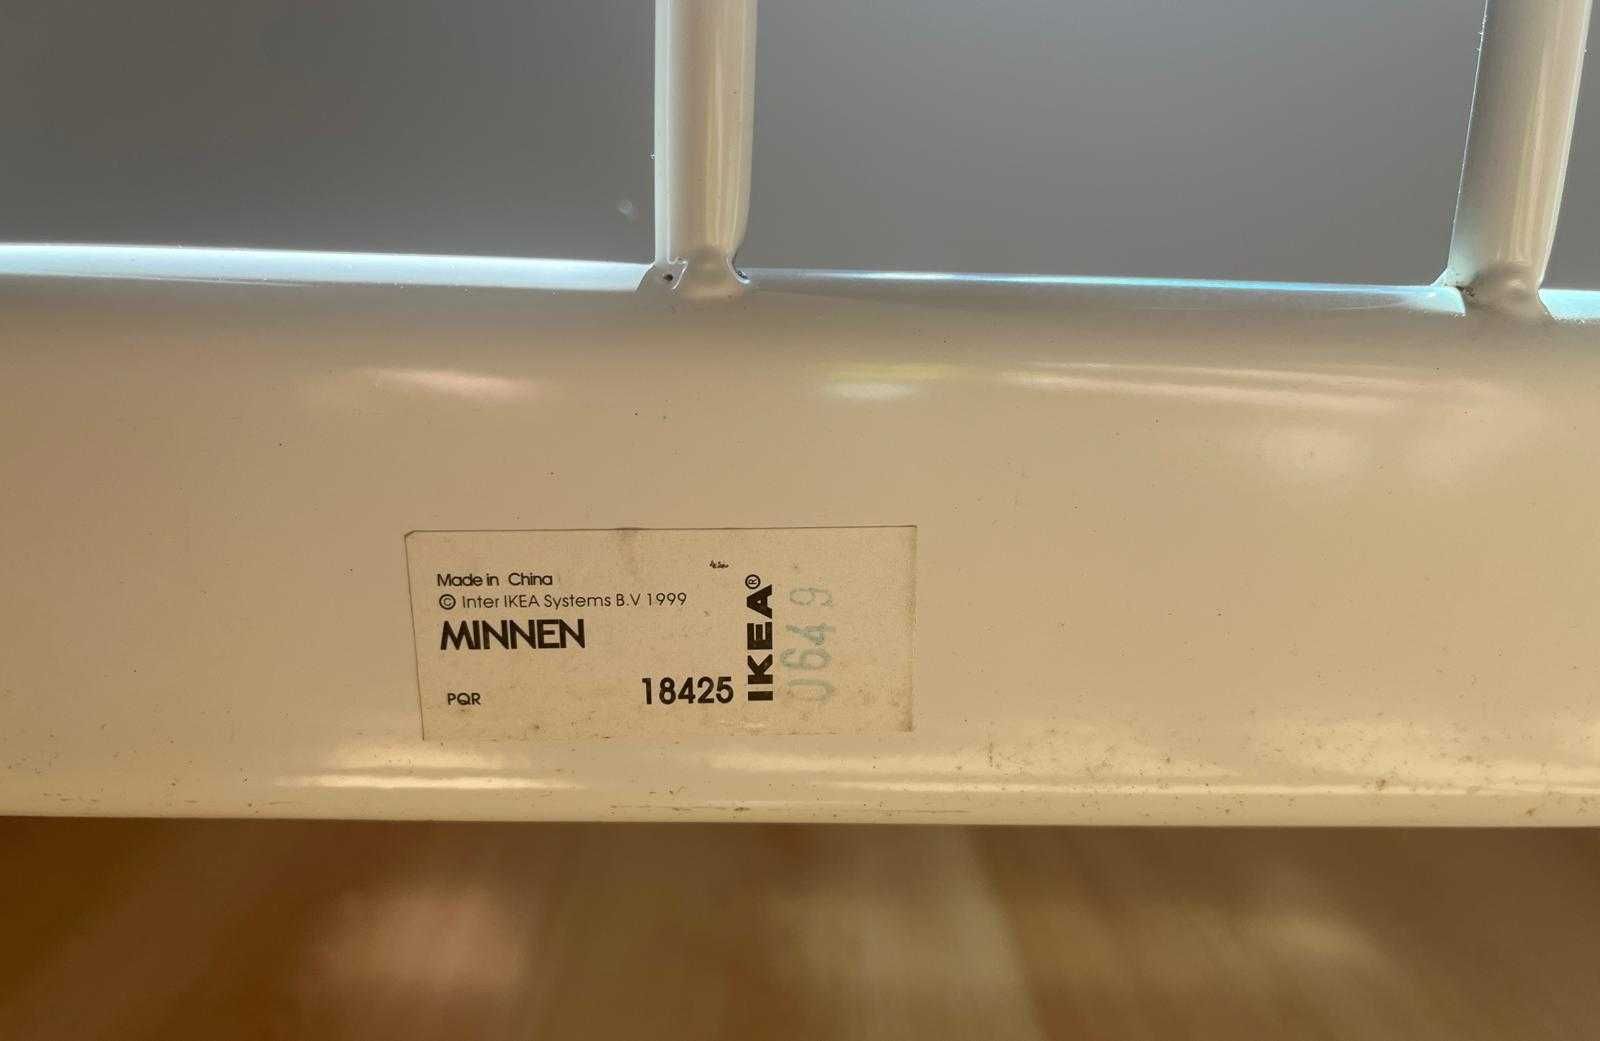 Made in China
© Inter IKEA Systems B.V 1999
MINNEN
PQR
18425
IKEA®
0649